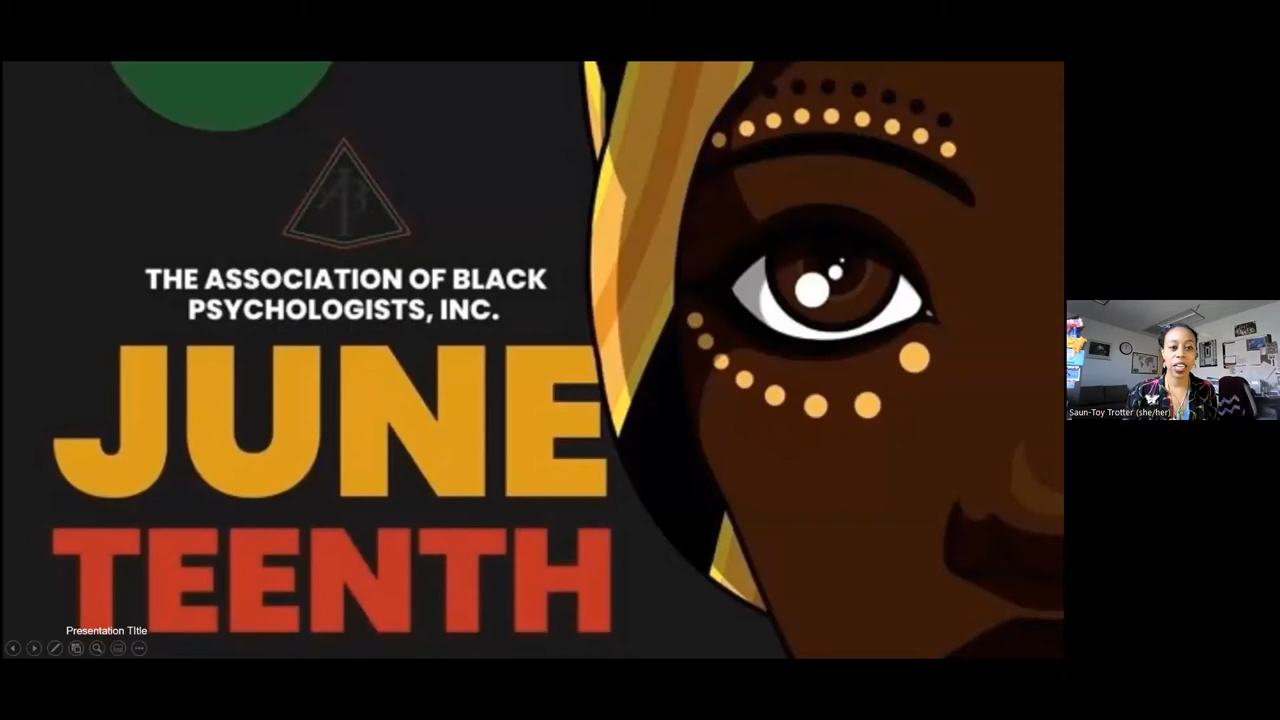 THE ASSOCIATION OF BLACK
PSYCHOLOGISTS, INC.
JUNE
TEENTH
Presentation TItle
Saun-Toy Trotter (she/her)